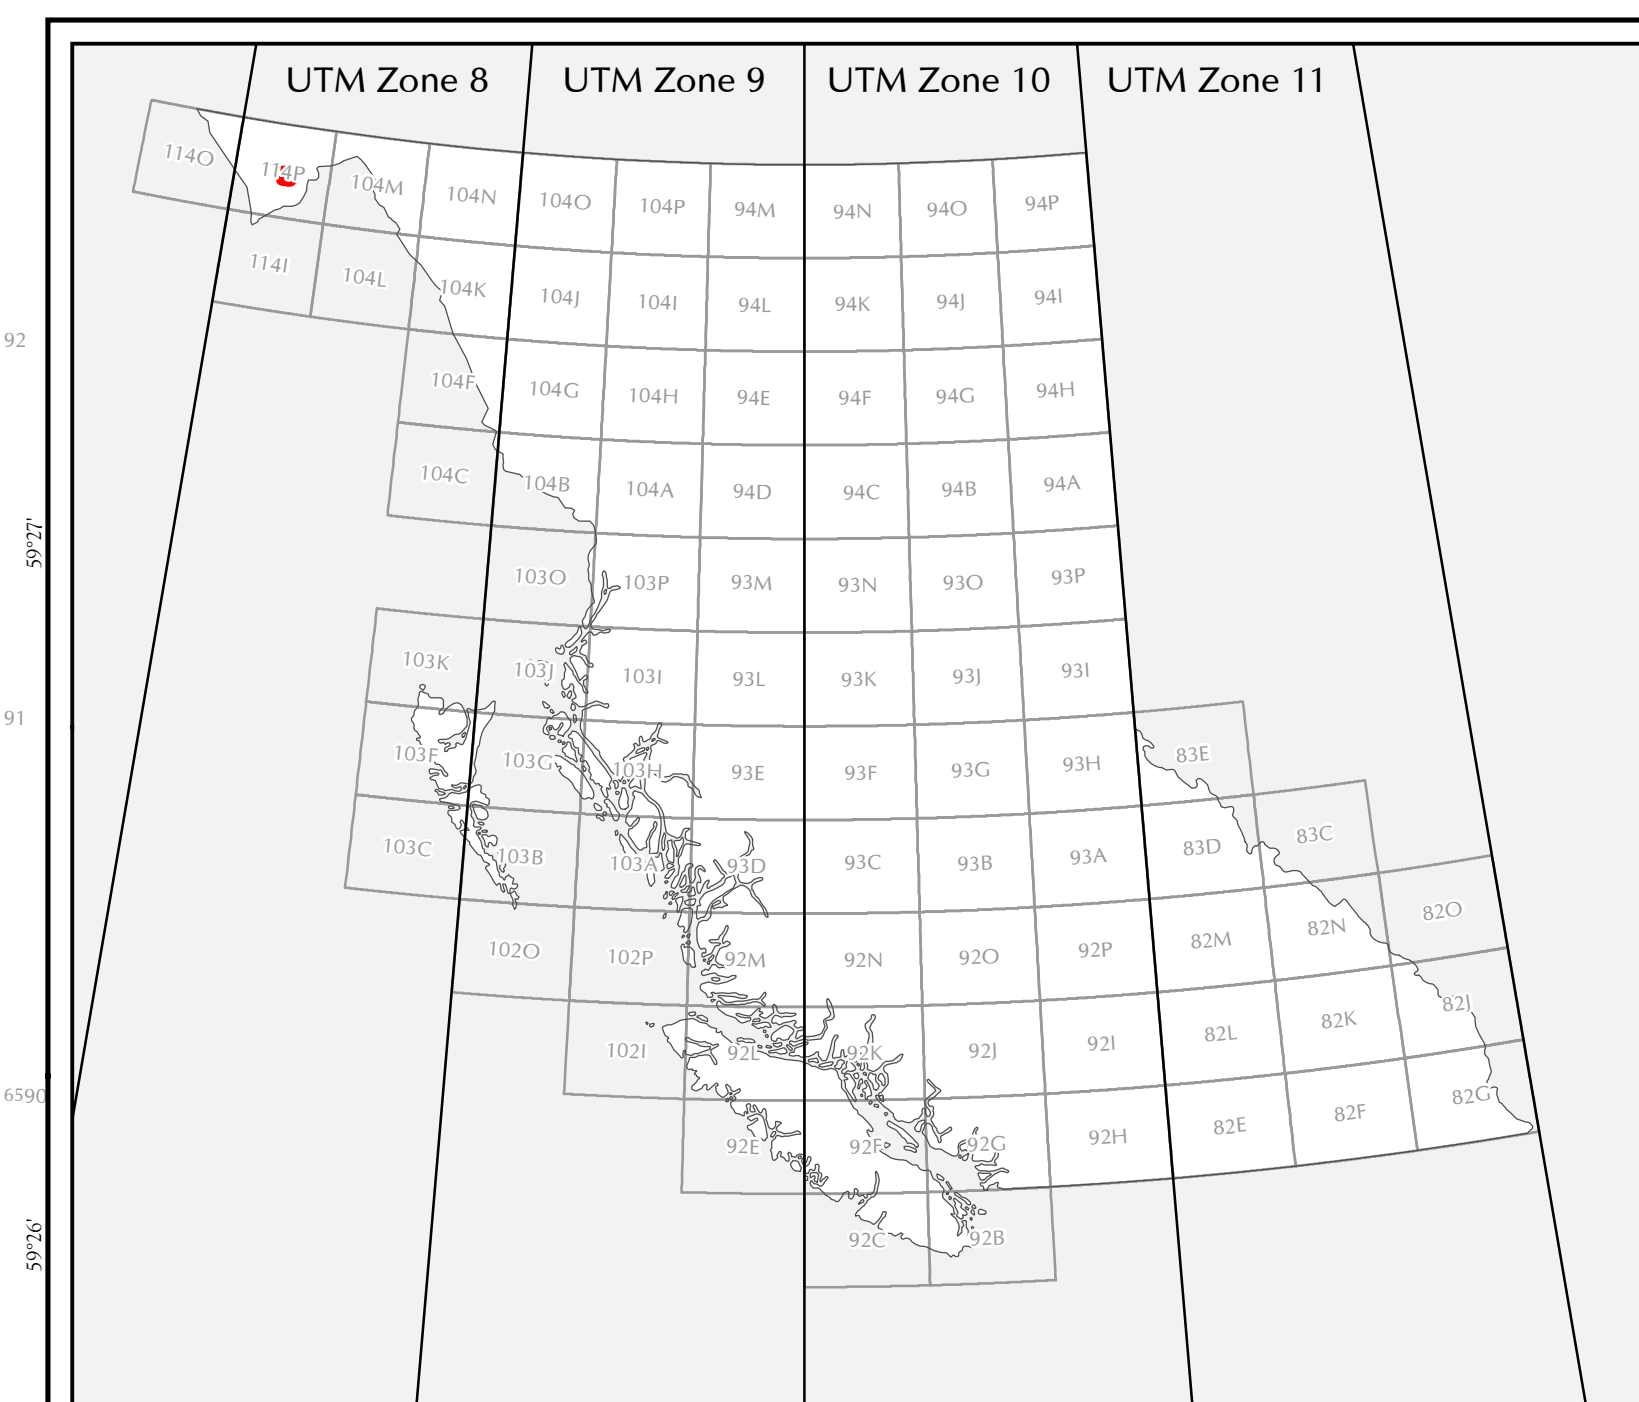 UTM Zone 8 UTM Zone 9 UTM Zone 10 UTM Zone 11
114O 114P 104M 104N 104O 104P 94M 94N 94O 94P
114I 104L 104K 104J 104I 94L 94K 94J 94I
92
104F 104G 104H 94E 94F 94G 94H
104C 104B 104A 94D 94C 94B 94A
59°27'
103O 103P 93M 93N 93O 93P
103K 103J 103I 93L 93K 93J 93I
91
103F 103G 103H 93E 93F 93G 93H 83E
103C 103B 103A 93D 93C 93B 93A 83D 83C
102O 102P 92M 92N 92O 92P 82M 82N 82O
102I 92L 92K 92J 92I 82L 82K 82J
6590
92E 92F 92G 92H 82E 82F 82G
59°26'
92C 92B